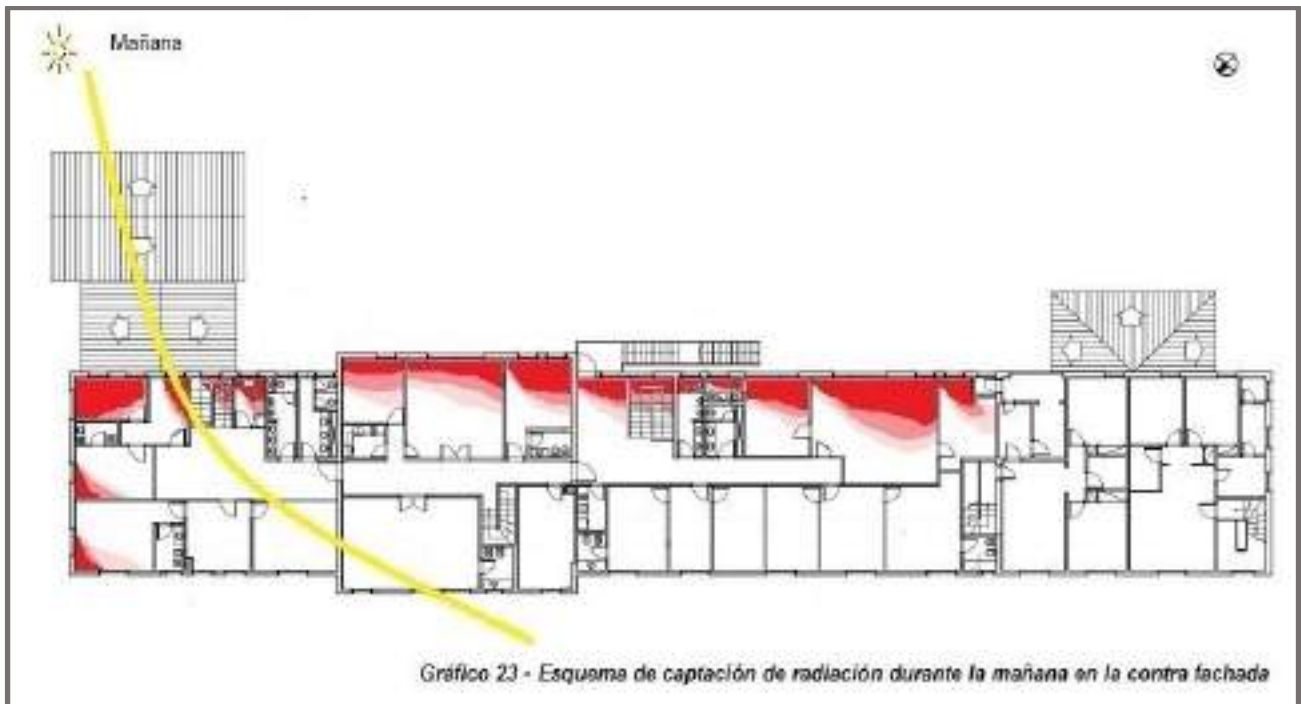 Mañana
Gráfico 23 - Esquema de captación de radiación durante la mañana en la contra fachada